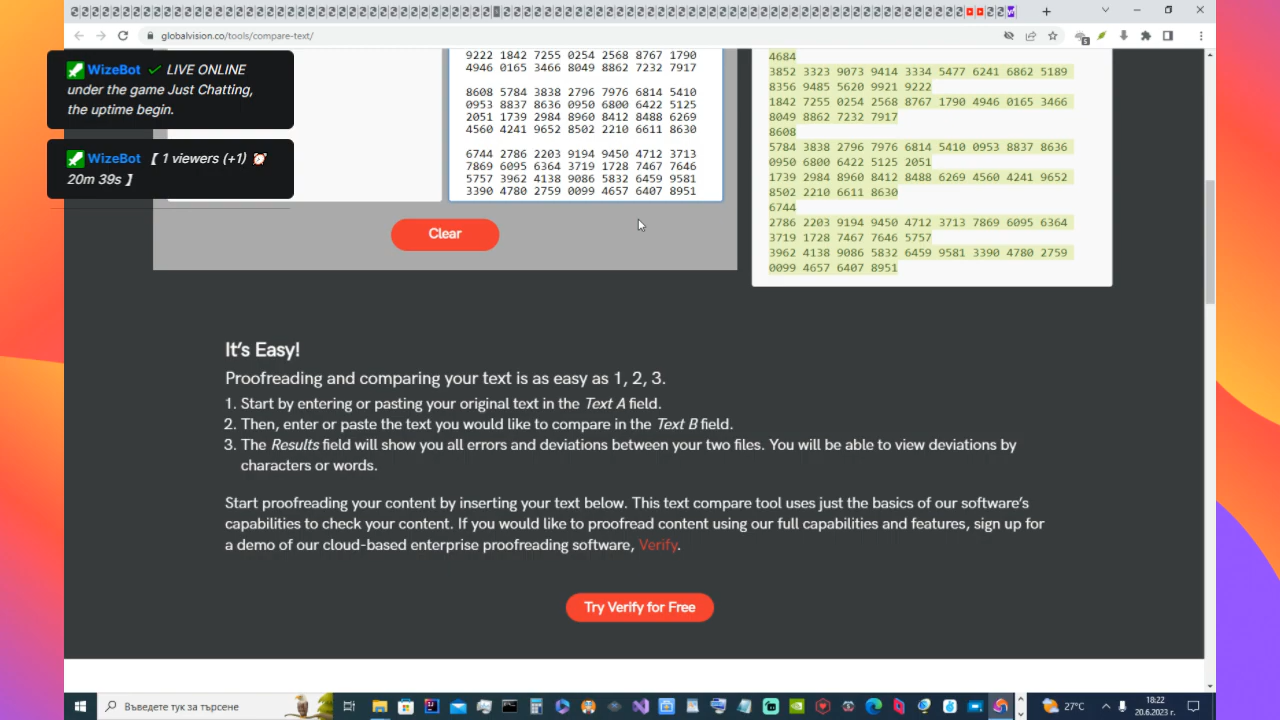 globalvision.co/tools/compare-text/
WizeBot ✓ LIVE ONLINE
under the game Just Chatting,
the uptime begin.
WizeBot 【 1 viewers (+1) ⏰
20m 39s 】
9222 1842 7255 0254 2568 8767 1790
4946 0165 3466 8049 8862 7232 7917
8608 5784 3838 2796 7976 6814 5410
0953 8837 8636 0950 6800 6422 5125
2051 1739 2984 8960 8412 8488 6269
4560 4241 9652 8502 2210 6611 8630
6744 2786 2203 9194 9450 4712 3713
7869 6095 6364 3719 1728 7467 7646
5757 3962 4138 9086 5832 6459 9581
3390 4780 2759 0099 4657 6407 8951
Clear
4684
3852 3323 9073 9414 3334 5477 6241 6862 5189
8356 9485 5620 9921 9222
1842 7255 0254 2568 8767 1790 4946 0165 3466
8049 8862 7232 7917
8608
5784 3838 2796 7976 6814 5410 0953 8837 8636
0950 6800 6422 5125 2051
1739 2984 8960 8412 8488 6269 4560 4241 9652
8502 2210 6611 8630
6744
2786 2203 9194 9450 4712 3713 7869 6095 6364
3719 1728 7467 7646 5757
3962 4138 9086 5832 6459 9581 3390 4780 2759
0099 4657 6407 8951
It's Easy!
Proofreading and comparing your text is as easy as 1, 2, 3.
1. Start by entering or pasting your original text in the Text A field.
2. Then, enter or paste the text you would like to compare in the Text B field.
3. The Results field will show you all errors and deviations between your two files. You will be able to view deviations by
characters or words.
Start proofreading your content by inserting your text below. This text compare tool uses just the basics of our software's
capabilities to check your content. If you would like to proofread content using our full capabilities and features, sign up for
a demo of our cloud-based enterprise proofreading software, Verify.
Try Verify for Free
Въведете тук за търсене
27°C
18:22
20.6.2023 г.